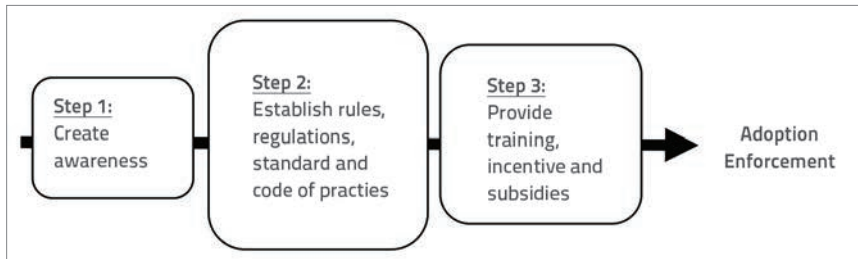 Step 1:
Create
awareness
Step 2:
Establish rules,
regulations,
standard and
code of practies
Step 3:
Provide
training,
incentive and
subsidies
Adoption
Enforcement